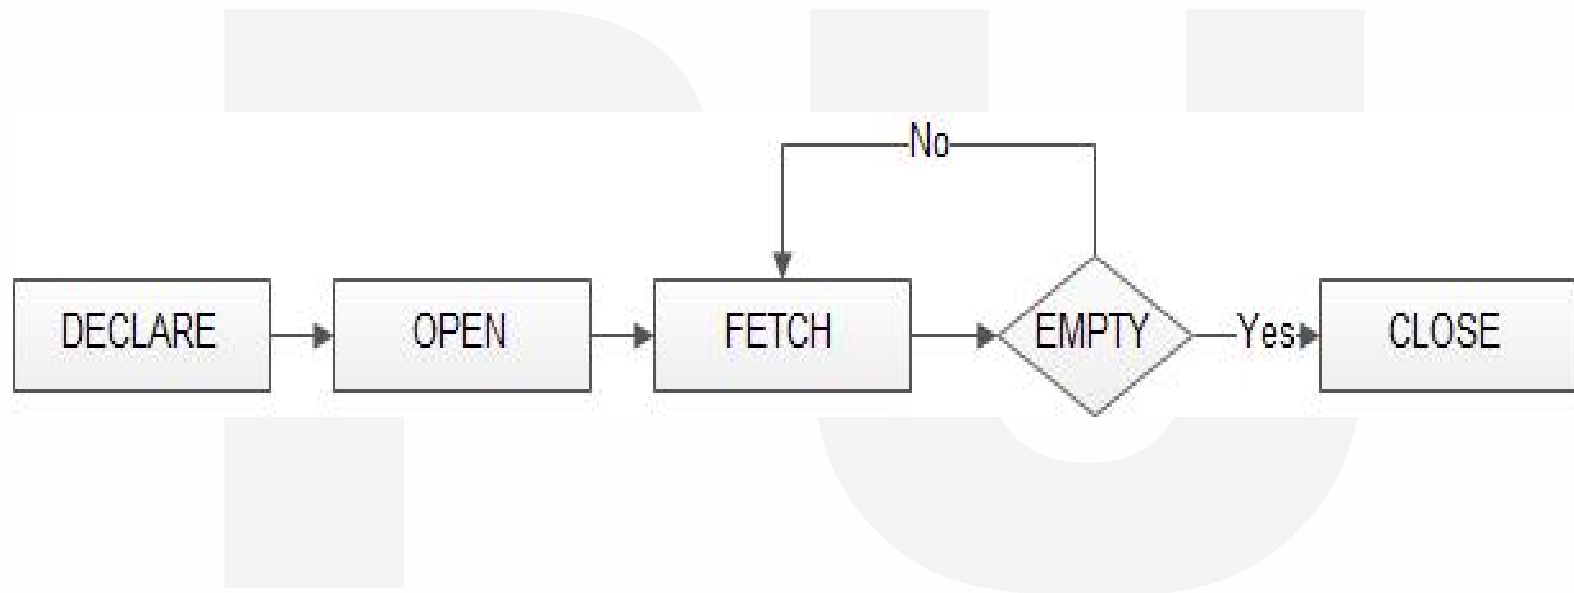 No
DECLARE
OPEN
FETCH
EMPTY
Yes
CLOSE